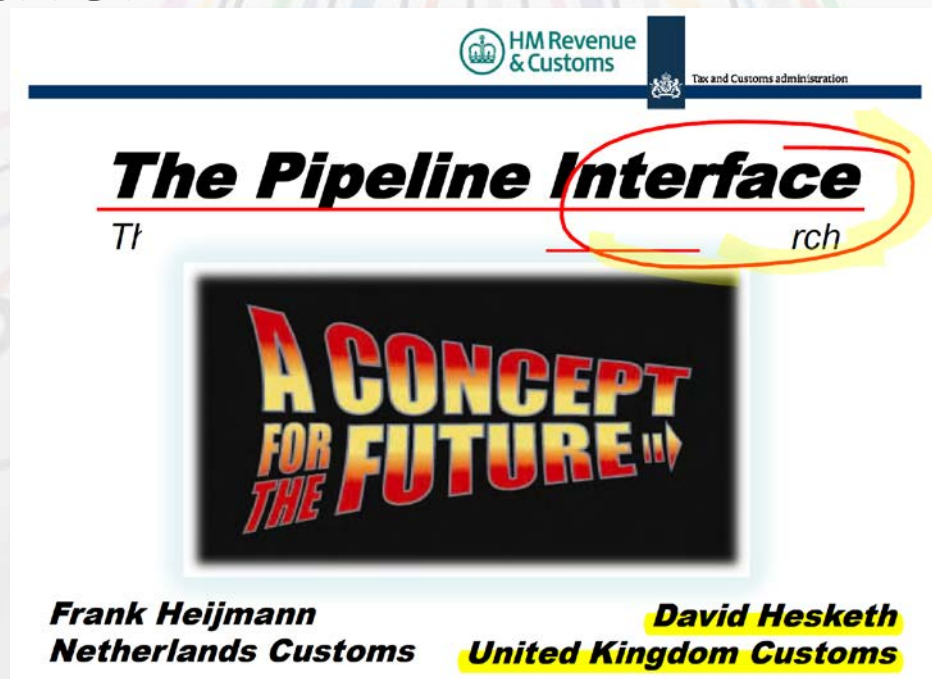 HM Revenue
& Customs
Tax and Customs administration
The Pipeline Interface
rch
A CONCEPT
FOR THE FUTURE
Frank Heijmann
Netherlands Customs
David Hesketh
United Kingdom Customs